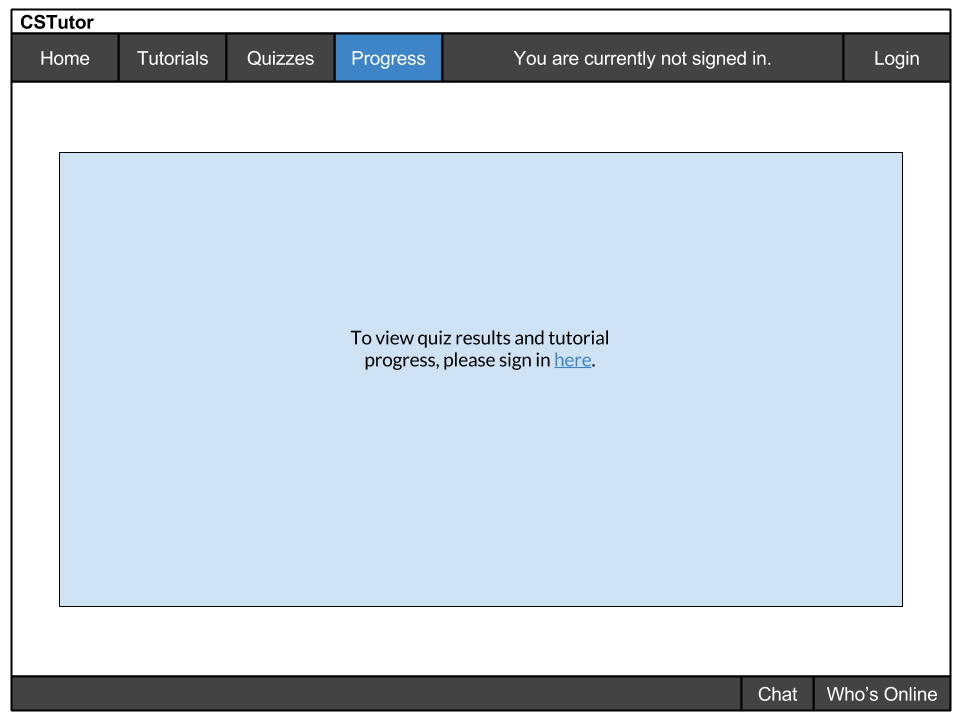 CSTutor
Home
Tutorials
Quizzes
Progress
You are currently not signed in.
Login
To view quiz results and tutorial
progress, please sign in here.
Chat
Who’s Online